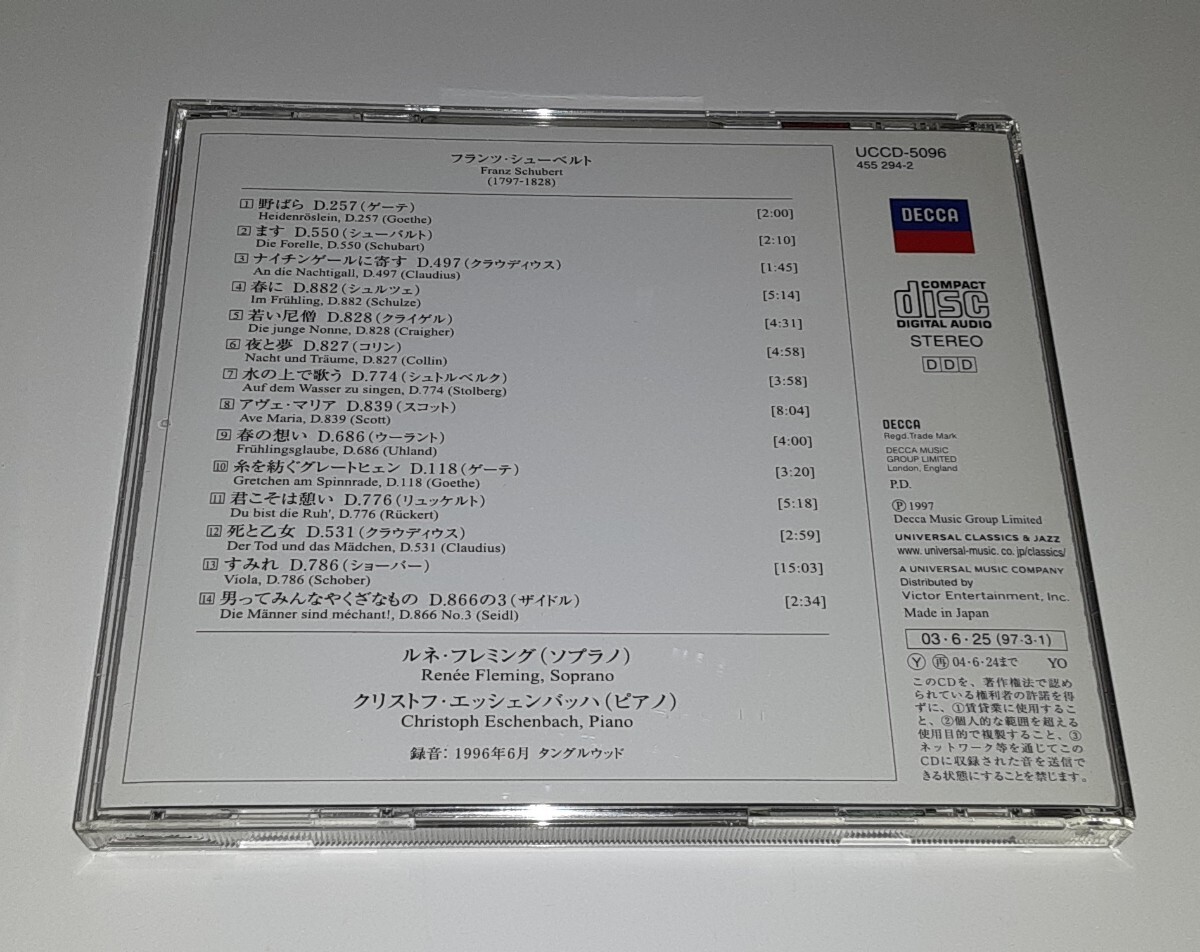 フランツ・シューベルト
Franz Schubert
(1797-1828)
1 野ばら D.257(ゲーテ) [2:00]
Heidenröslein, D.257 (Goethe)
2 ます D.550(シューバルト) [2:10]
Die Forelle, D.550 (Schubart)
3 ナイチンゲールに寄す D.497(クラウディウス) [1:45]
An die Nachtigall, D.497 (Claudius)
4 春に D.882(シュルツェ) [5:14]
Im Frühling, D.882 (Schulze)
5 若い尼僧 D.828(クライゲル) [4:31]
Die junge Nonne, D.828 (Craigher)
6 夜と夢 D.827(コリン) [4:58]
Nacht und Träume, D.827 (Collin)
7 水の上で歌う D.774(シュトルベルク) [3:58]
Auf dem Wasser zu singen, D.774 (Stolberg)
8 アヴェ・マリア D.839(スコット) [8:04]
Ave Maria, D.839 (Scott)
9 春の想い D.686(ウーラント) [4:00]
Frühlingsglaube, D.686 (Uhland)
10 糸を紡ぐグレートヒェン D.118(ゲーテ) [3:20]
Gretchen am Spinnrade, D.118 (Goethe)
11 君こそは憩い D.776(リュッケルト) [5:18]
Du bist die Ruh', D.776 (Rückert)
12 死と乙女 D.531(クラウディウス) [2:59]
Der Tod und das Mädchen, D.531 (Claudius)
13 すみれ D.786(ショーバー) [15:03]
Viola, D.786 (Schober)
14 男ってみんなやくざなもの D.866の3(ザイドル) [2:34]
Die Männer sind méchant!, D.866 No.3 (Seidl)
ルネ・フレミング(ソプラノ)
Renée Fleming, Soprano
クリストフ・エッシェンバッハ(ピアノ)
Christoph Eschenbach, Piano
録音: 1996年6月 タングルウッド
UCCD-5096
455 294-2
DECCA
COMPACT
disc
DIGITAL AUDIO
STEREO
DDD
DECCA
Regd. Trade Mark
DECCA MUSIC
GROUP LIMITED
London, England
P.D.
Ⓟ 1997
Decca Music Group Limited
UNIVERSAL CLASSICS & JAZZ
www. universal-music. co. jp/classics/
A UNIVERSAL MUSIC COMPANY
Distributed by
Victor Entertainment, Inc.
Made in Japan
03・6・25 (97・3・1)
Ⓨ 再 04・6・24まで YO
このCDを、著作権法で認め
られている権利者の許諾を得
ずに、①賃貸業に使用するこ
と、②個人的な範囲を超える
使用目的で複製すること、③
ネットワーク等を通じてこの
CDに収録された音を送信で
きる状態にすることを禁じます。